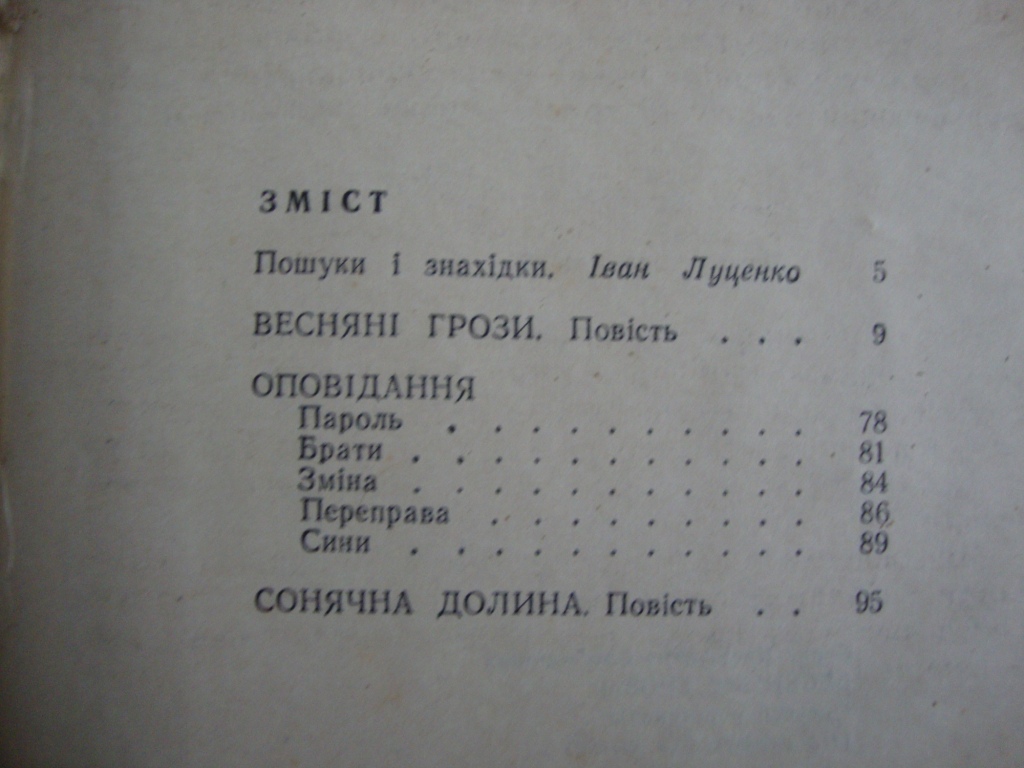 ЗМІСТ
Пошуки і знахідки. Іван Луценко 5
ВЕСНЯНІ ГРОЗИ. Повість . . . 9
ОПОВІДАННЯ
Пароль . . . . . . . . . . 78
Брати . . . . . . . . . . . 81
Зміна . . . . . . . . . . . 84
Переправа . . . . . . . . . 86
Сини . . . . . . . . . . . 89
СОНЯЧНА ДОЛИНА. Повість . . 95